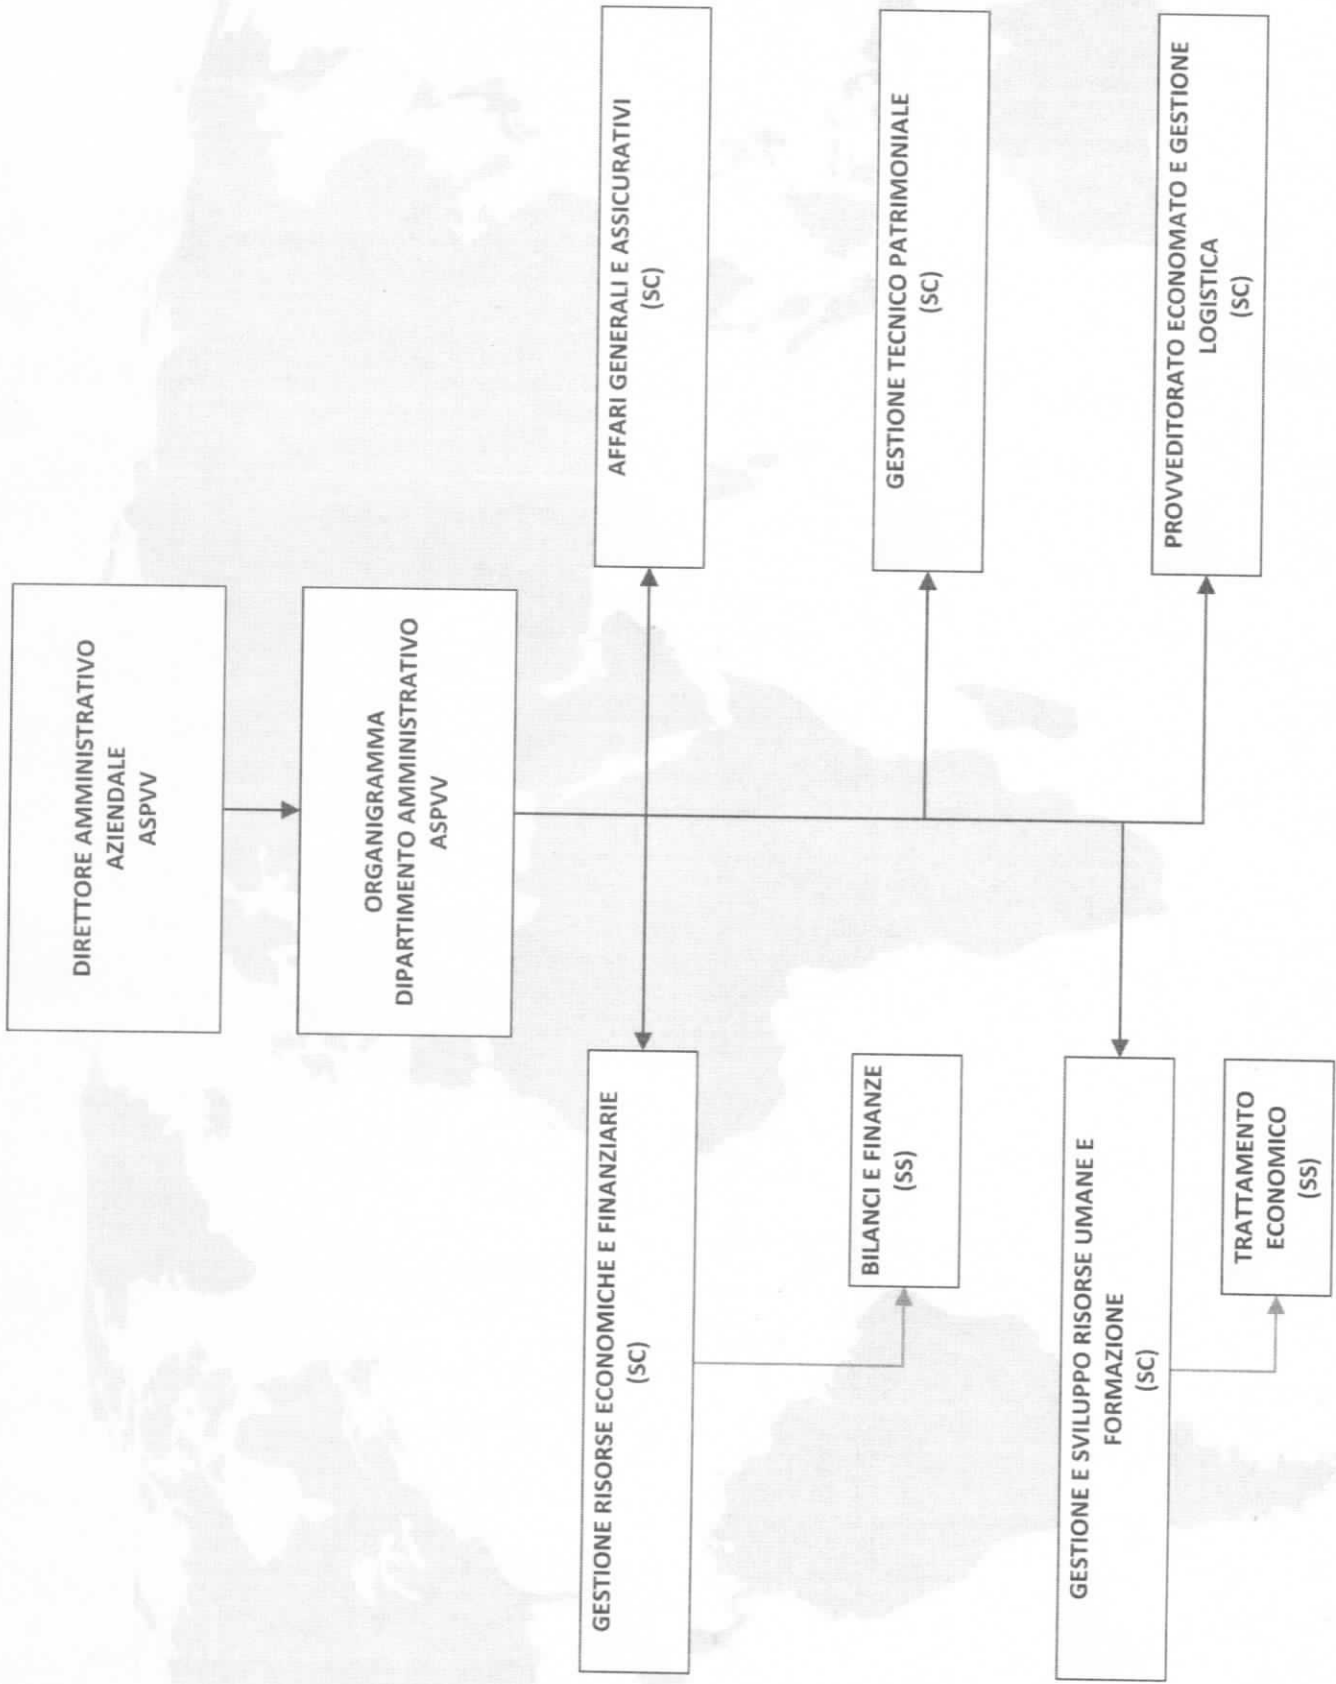 DIRETTORE AMMINISTRATIVO
AZIENDALE
ASPVV
ORGANIGRAMMA
DIPARTIMENTO AMMINISTRATIVO
ASPVV
GESTIONE RISORSE ECONOMICHE E FINANZIARIE
(SC)
AFFARI GENERALI E ASSICURATIVI
(SC)
BILANCI E FINANZE
(SS)
GESTIONE TECNICO PATRIMONIALE
(SC)
GESTIONE E SVILUPPO RISORSE UMANE E
FORMAZIONE
(SC)
PROVVEDITORATO ECONOMATO E GESTIONE
LOGISTICA
(SC)
TRATTAMENTO
ECONOMICO
(SS)